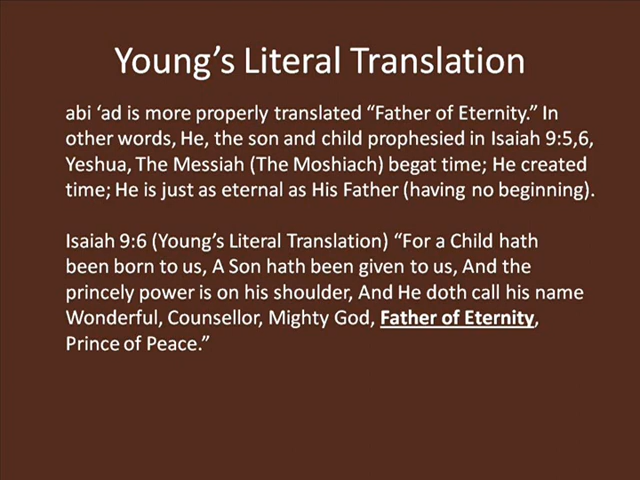 Young’s Literal Translation
abi ‘ad is more properly translated “Father of Eternity.” In
other words, He, the son and child prophesied in Isaiah 9:5,6,
Yeshua, The Messiah (The Moshiach) begat time; He created
time; He is just as eternal as His Father (having no beginning).
Isaiah 9:6 (Young’s Literal Translation) “For a Child hath
been born to us, A Son hath been given to us, And the
princely power is on his shoulder, And He doth call his name
Wonderful, Counsellor, Mighty God, Father of Eternity,
Prince of Peace.”